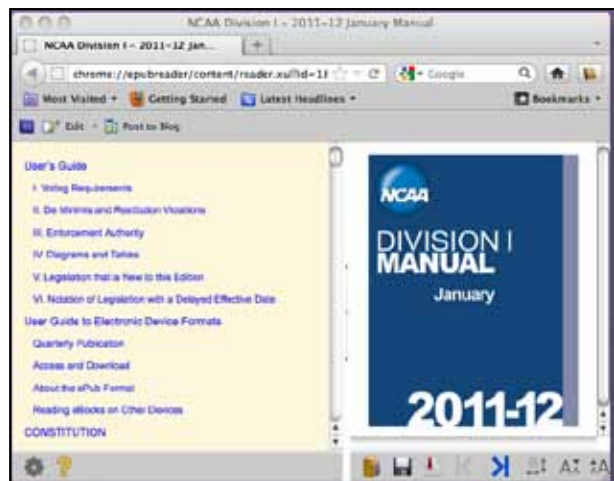 NCAA Division I - 2011-12 January Manual
NCAA Division I - 2011-12 Jan...
chrome://epubreader/content/reader.xul?id=18
Google
Most Visited
Getting Started
Latest Headlines
Bookmarks
Edit
Post to Blog
User's Guide
I. Voting Requirements
II. De Minimis and Restitution Violations
III. Enforcement Authority
IV. Diagrams and Tables
V. Legislation that is New to this Edition
VI. Notation of Legislation with a Delayed Effective Date
User Guide to Electronic Device Formats
Quarterly Publication
Access and Download
About the ePub Format
Reading eBooks on Other Devices
CONSTITUTION
NCAA
DIVISION I
MANUAL
January
2011-12